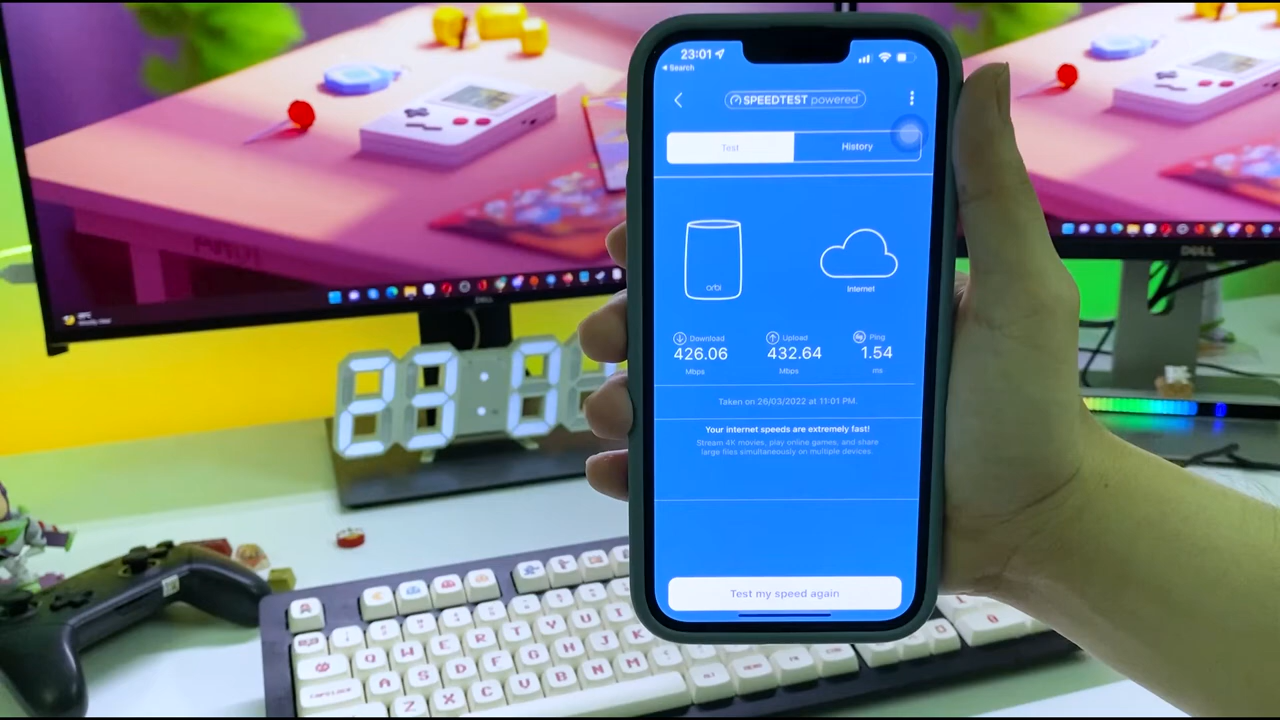 23:01
Search
SPEEDTEST powered
Test
History
orbi
Internet
Download
Upload
Ping
426.06
432.64
1.54
Mbps
Mbps
ms
Taken on 26/03/2022 at 11:01 PM.
Your internet speeds are extremely fast!
Stream 4K movies, play online games, and share
large files simultaneously on multiple devices.
Test my speed again
DELL
DELL
Q W E R T Y U I
A S D F G H J K
CAPSLOCK
Z X C V B N M